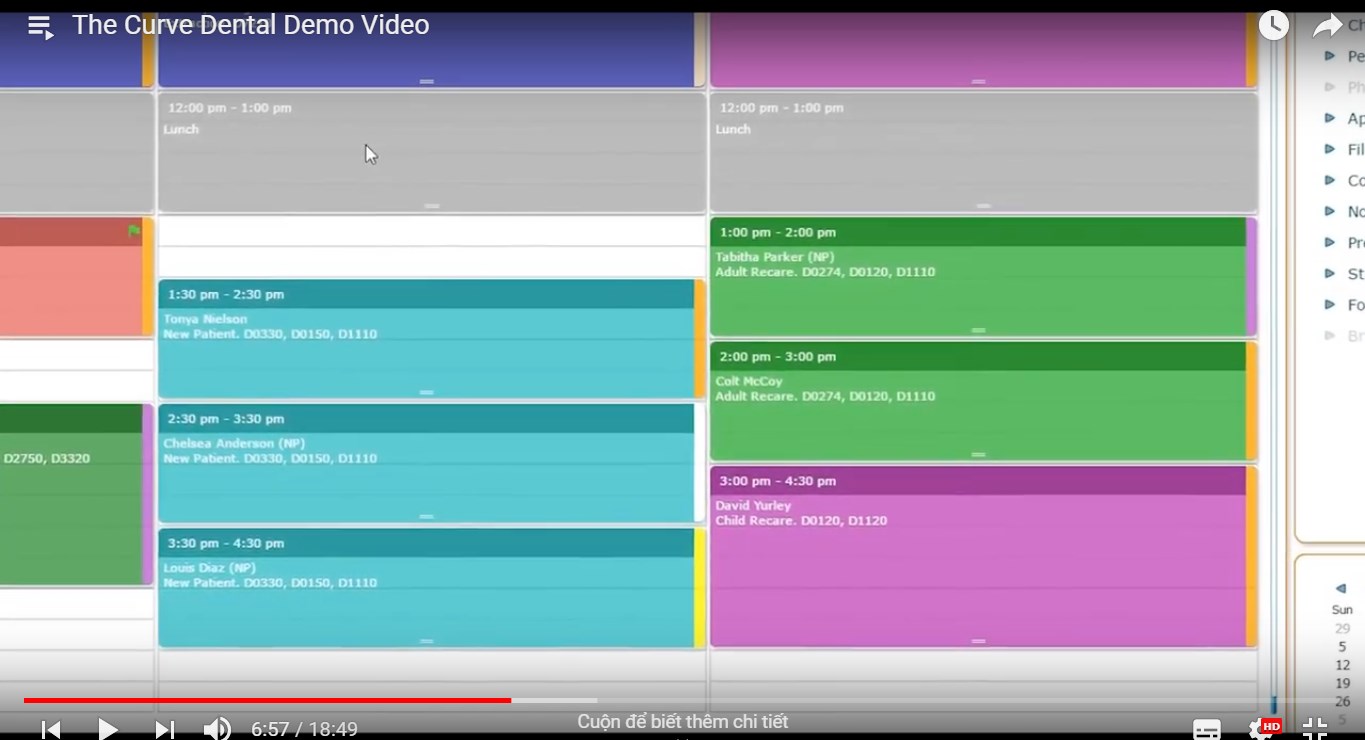 The Curve Dental Demo Video
12:00 pm - 1:00 pm
Lunch
12:00 pm - 1:00 pm
Lunch
D2750, D3320
1:30 pm - 2:30 pm
Tonya Nielson
New Patient. D0330, D0150, D1110
2:30 pm - 3:30 pm
Chelsea Anderson (NP)
New Patient. D0330, D0150, D1110
3:30 pm - 4:30 pm
Louis Diaz (NP)
New Patient. D0330, D0150, D1110
1:00 pm - 2:00 pm
Tabitha Parker (NP)
Adult Recare. D0274, D0120, D1110
2:00 pm - 3:00 pm
Colt McCoy
Adult Recare. D0274, D0120, D1110
3:00 pm - 4:30 pm
David Yurley
Child Recare. D0120, D1120
Ch
Pe
Ph
Ap
Fil
Co
No
Pr
St
Fo
Br
Sun
29
5
12
19
26
5
6:57 / 18:49
Cuộn để biết thêm chi tiết
HD